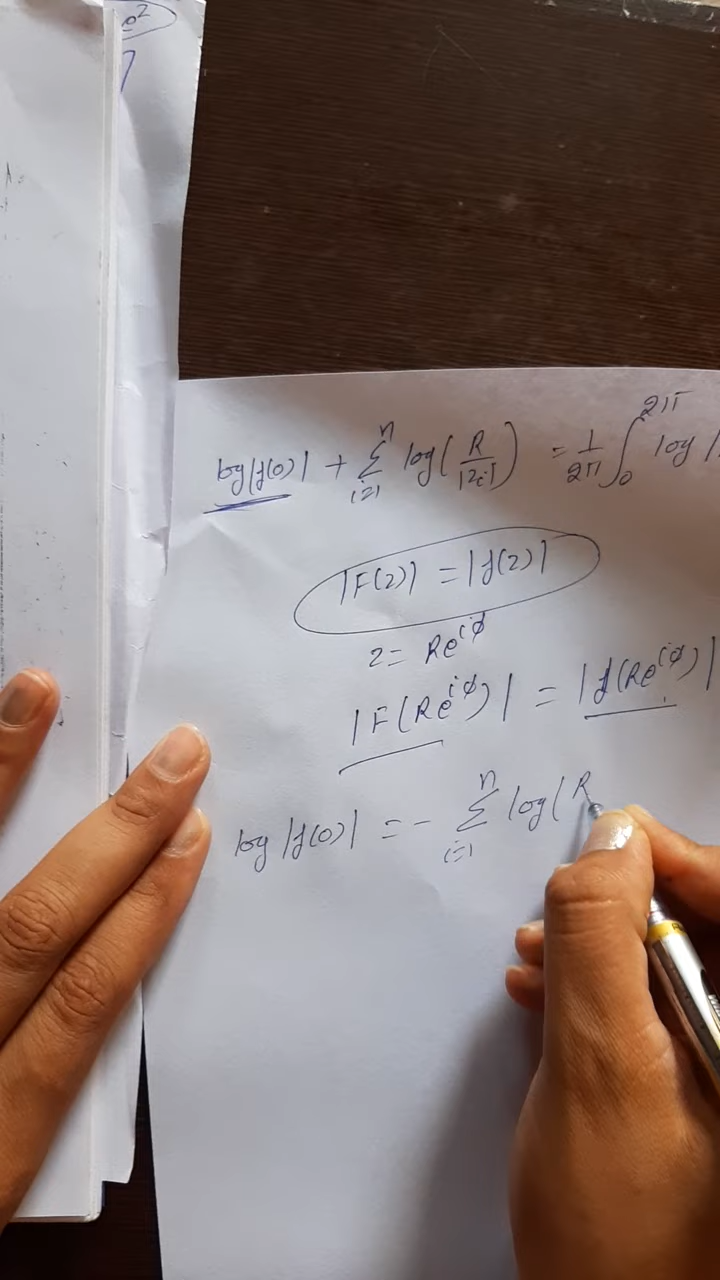 e²
log|f(0)| + Σ_{i=1}^{n} log(R/|z_i|) = 1/2π ∫_0^{2π} log|
|F(z)| = |f(z)|
z = Re^{iφ}
|F(Re^{iφ})| = |f(Re^{iφ})|
log|f(0)| = - Σ_{i=1}^{n} log(R